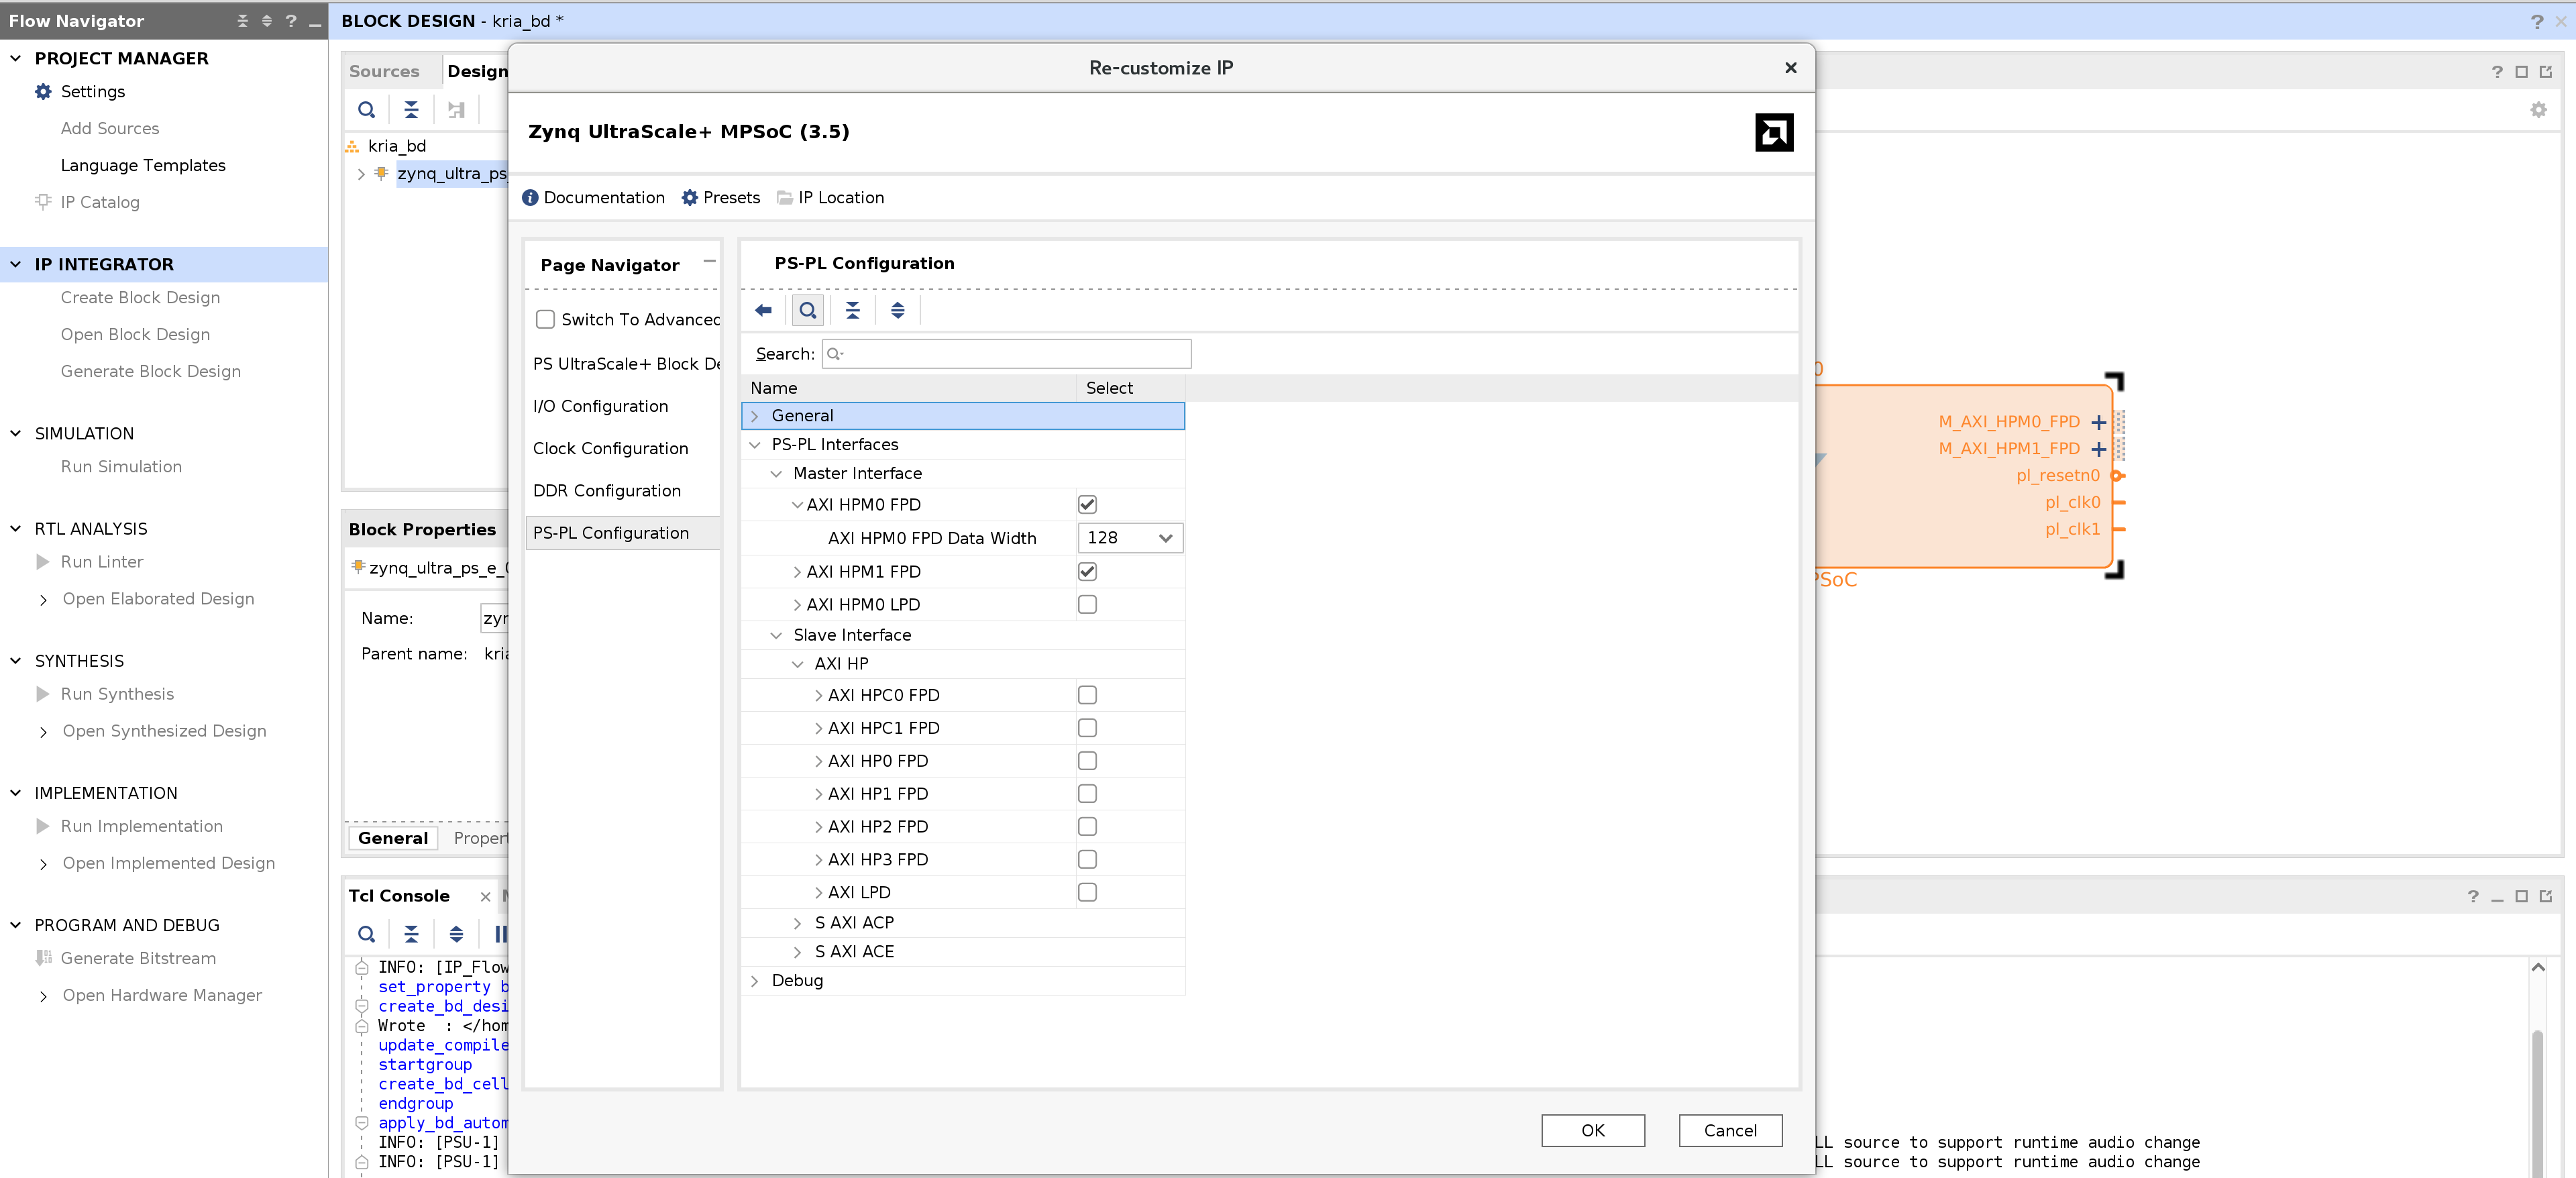 Flow Navigator
PROJECT MANAGER
Settings
Add Sources
Language Templates
IP Catalog
IP INTEGRATOR
Create Block Design
Open Block Design
Generate Block Design
SIMULATION
Run Simulation
RTL ANALYSIS
Run Linter
Open Elaborated Design
SYNTHESIS
Run Synthesis
Open Synthesized Design
IMPLEMENTATION
Run Implementation
Open Implemented Design
PROGRAM AND DEBUG
Generate Bitstream
Open Hardware Manager
BLOCK DESIGN - kria_bd *
Sources Design
kria_bd
zynq_ultra_ps_
Block Properties
zynq_ultra_ps_e_0
Name: zyn
Parent name: kria
General Propert
Tcl Console
INFO: [IP_Flow
set_property b
create_bd_desi
Wrote : </hom
update_compile
startgroup
create_bd_cell
endgroup
apply_bd_autom
INFO: [PSU-1]
INFO: [PSU-1]
Re-customize IP
Zynq UltraScale+ MPSoC (3.5)
Documentation Presets IP Location
Page Navigator
Switch To Advanced
PS UltraScale+ Block De
I/O Configuration
Clock Configuration
DDR Configuration
PS-PL Configuration
PS-PL Configuration
Search:
Name Select
General
PS-PL Interfaces
Master Interface
AXI HPM0 FPD
AXI HPM0 FPD Data Width 128
AXI HPM1 FPD
AXI HPM0 LPD
Slave Interface
AXI HP
AXI HPC0 FPD
AXI HPC1 FPD
AXI HP0 FPD
AXI HP1 FPD
AXI HP2 FPD
AXI HP3 FPD
AXI LPD
S AXI ACP
S AXI ACE
Debug
OK Cancel
0
M_AXI_HPM0_FPD
M_AXI_HPM1_FPD
pl_resetn0
pl_clk0
pl_clk1
PSoC
LL source to support runtime audio change
LL source to support runtime audio change